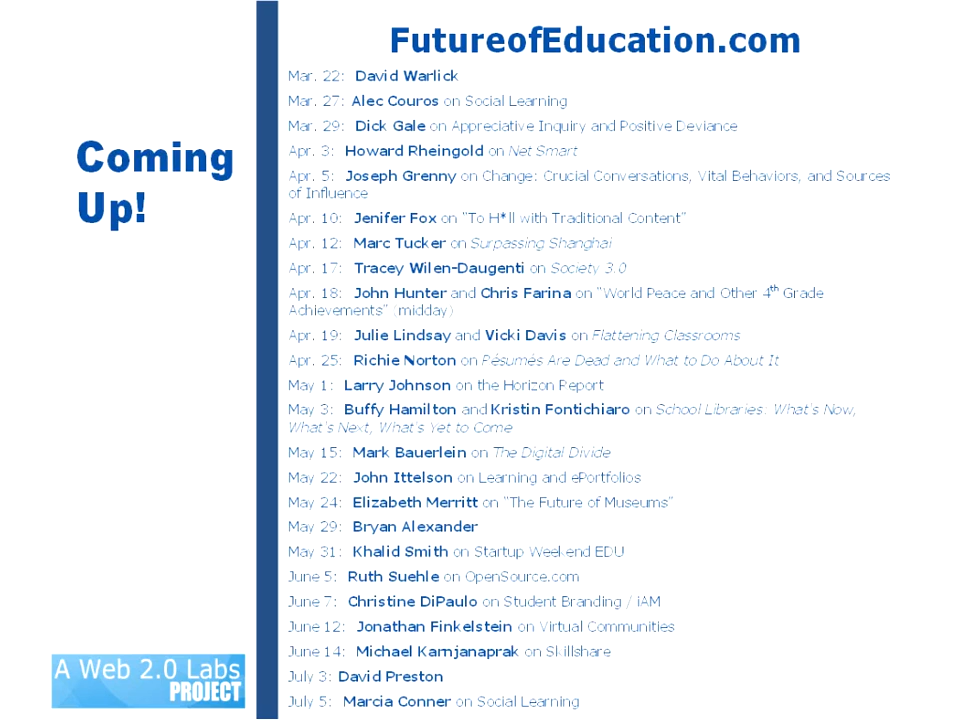 FutureofEducation.com
Coming
Up!
Mar. 22: David Warlick
Mar. 27: Alec Couros on Social Learning
Mar. 29: Dick Gale on Appreciative Inquiry and Positive Deviance
Apr. 3: Howard Rheingold on Net Smart
Apr. 5: Joseph Grenny on Change: Crucial Conversations, Vital Behaviors, and Sources
of Influence
Apr. 10: Jenifer Fox on "To H*ll with Traditional Content"
Apr. 12: Marc Tucker on Surpassing Shanghai
Apr. 17: Tracey Wilen-Daugenti on Society 3.0
Apr. 18: John Hunter and Chris Farina on "World Peace and Other 4th Grade
Achievements" (midday)
Apr. 19: Julie Lindsay and Vicki Davis on Flattening Classrooms
Apr. 25: Richie Norton on Résumés Are Dead and What to Do About It
May 1: Larry Johnson on the Horizon Report
May 3: Buffy Hamilton and Kristin Fontichiaro on School Libraries: What's Now,
What's Next, What's Yet to Come
May 15: Mark Bauerlein on The Digital Divide
May 22: John Ittelson on Learning and ePortfolios
May 24: Elizabeth Merritt on "The Future of Museums"
May 29: Bryan Alexander
May 31: Khalid Smith on Startup Weekend EDU
June 5: Ruth Suehle on OpenSource.com
June 7: Christine DiPaulo on Student Branding / iAM
June 12: Jonathan Finkelstein on Virtual Communities
June 14: Michael Karnjanaprak on Skillshare
July 3: David Preston
July 5: Marcia Conner on Social Learning
A Web 2.0 Labs
PROJECT